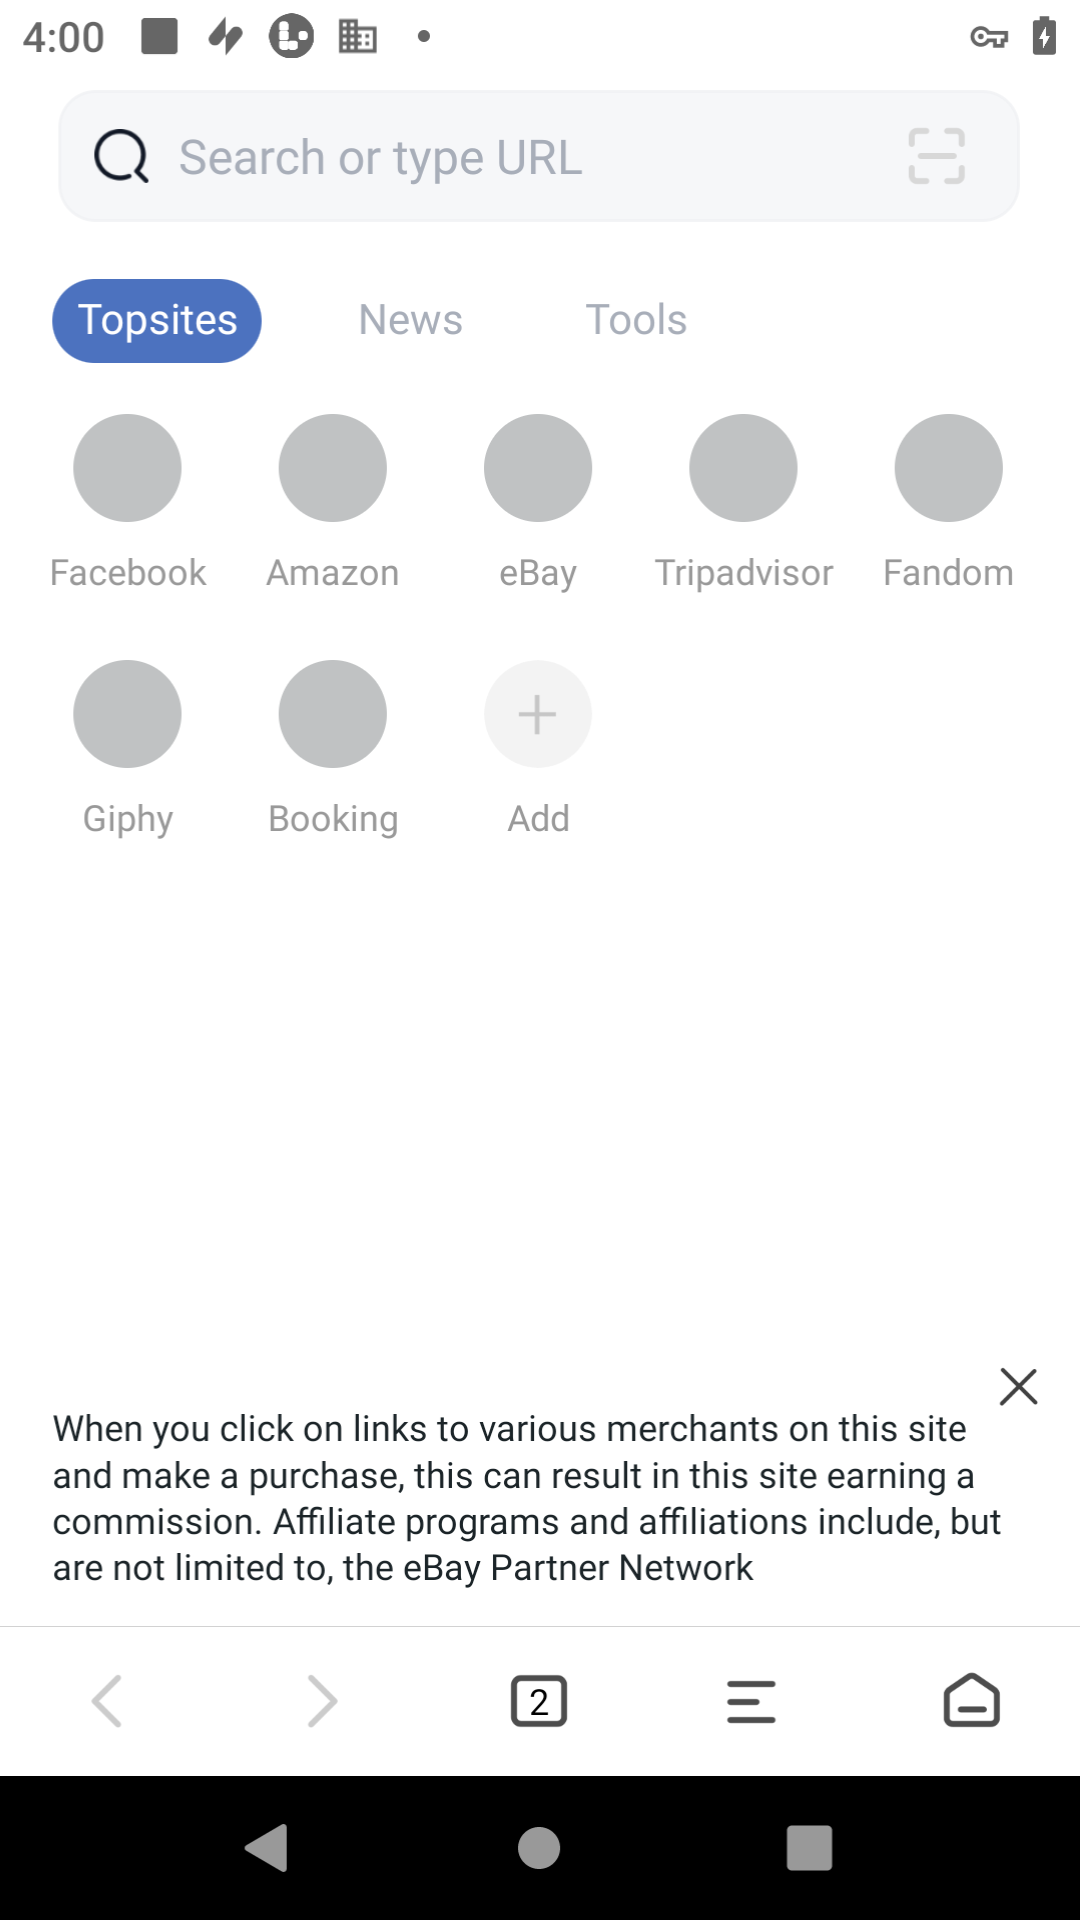 4:00
Search or type URL
Topsites News Tools
Facebook Amazon eBay Tripadvisor Fandom
Giphy Booking Add
When you click on links to various merchants on this site
and make a purchase, this can result in this site earning a
commission. Affiliate programs and affiliations include, but
are not limited to, the eBay Partner Network
2